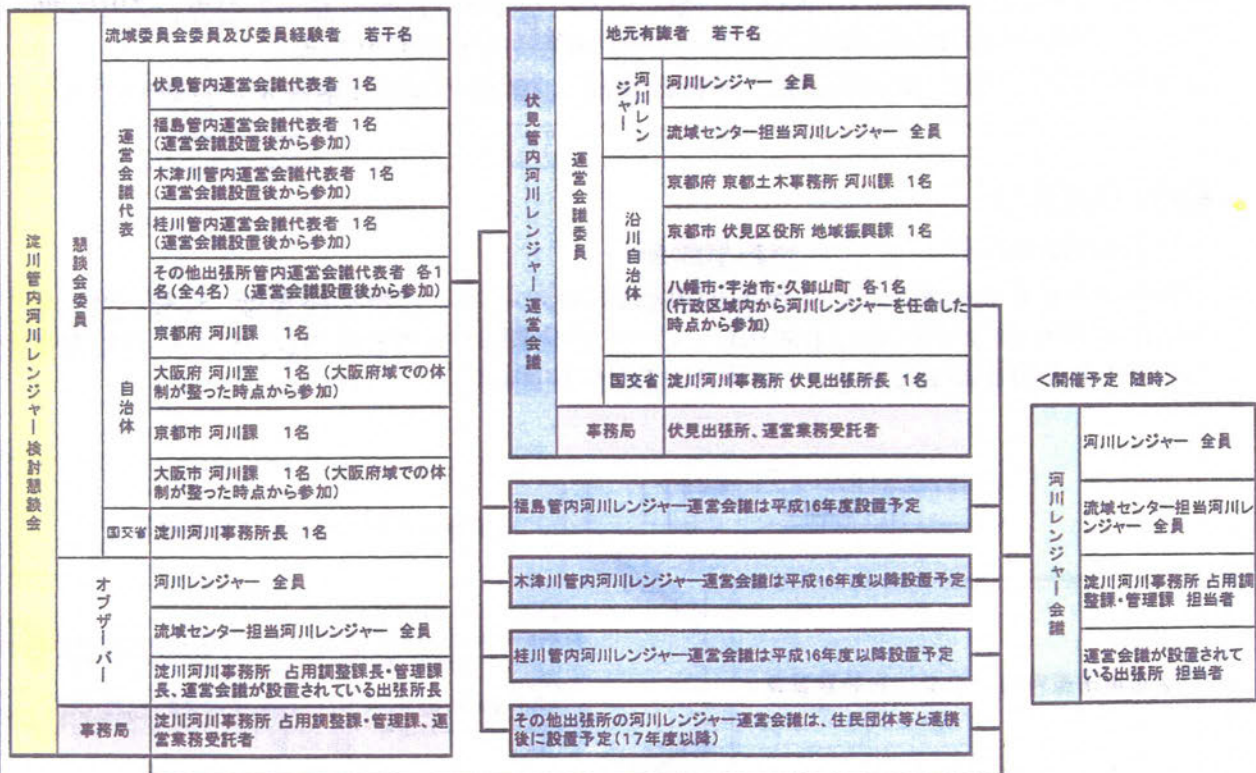 淀川管内河川レンジャー検討懇談会
懇談会委員
流域委員会委員及び委員経験者 若干名
運営会議代表
伏見管内運営会議代表者 1名
福島管内運営会議代表者 1名
(運営会議設置後から参加)
木津川管内運営会議代表者 1名
(運営会議設置後から参加)
桂川管内運営会議代表者 1名
(運営会議設置後から参加)
その他出張所管内運営会議代表者 各1
名(全4名) (運営会議設置後から参加)
自治体
京都府 河川課 1名
大阪府 河川室 1名 (大阪府域での体
制が整った時点から参加)
京都市 河川課 1名
大阪市 河川課 1名 (大阪府域での体
制が整った時点から参加)
国交省
淀川河川事務所長 1名
オブザーバー
河川レンジャー 全員
流域センター担当河川レンジャー 全員
淀川河川事務所 占用調整課長・管理課
長、運営会議が設置されている出張所長
事務局
淀川河川事務所 占用調整課・管理課、運
営業務受託者
伏見管内河川レンジャー運営会議
運営会議委員
地元有識者 若干名
河川レン
ジャー
河川レンジャー 全員
流域センター担当河川レンジャー 全員
沿川自治体
京都府 京都土木事務所 河川課 1名
京都市 伏見区役所 地域振興課 1名
八幡市・宇治市・久御山町 各1名
(行政区域内から河川レンジャーを任命した
時点から参加)
国交省
淀川河川事務所 伏見出張所長 1名
事務局
伏見出張所、運営業務受託者
福島管内河川レンジャー運営会議は平成16年度設置予定
木津川管内河川レンジャー運営会議は平成16年度以降設置予定
桂川管内河川レンジャー運営会議は平成16年度以降設置予定
その他出張所の河川レンジャー運営会議は、住民団体等と連携
後に設置予定(17年度以降)
<開催予定 随時>
河川レンジャー会議
河川レンジャー 全員
流域センター担当河川レ
ンジャー 全員
淀川河川事務所 占用調
整課・管理課 担当者
運営会議が設置されて
いる出張所 担当者